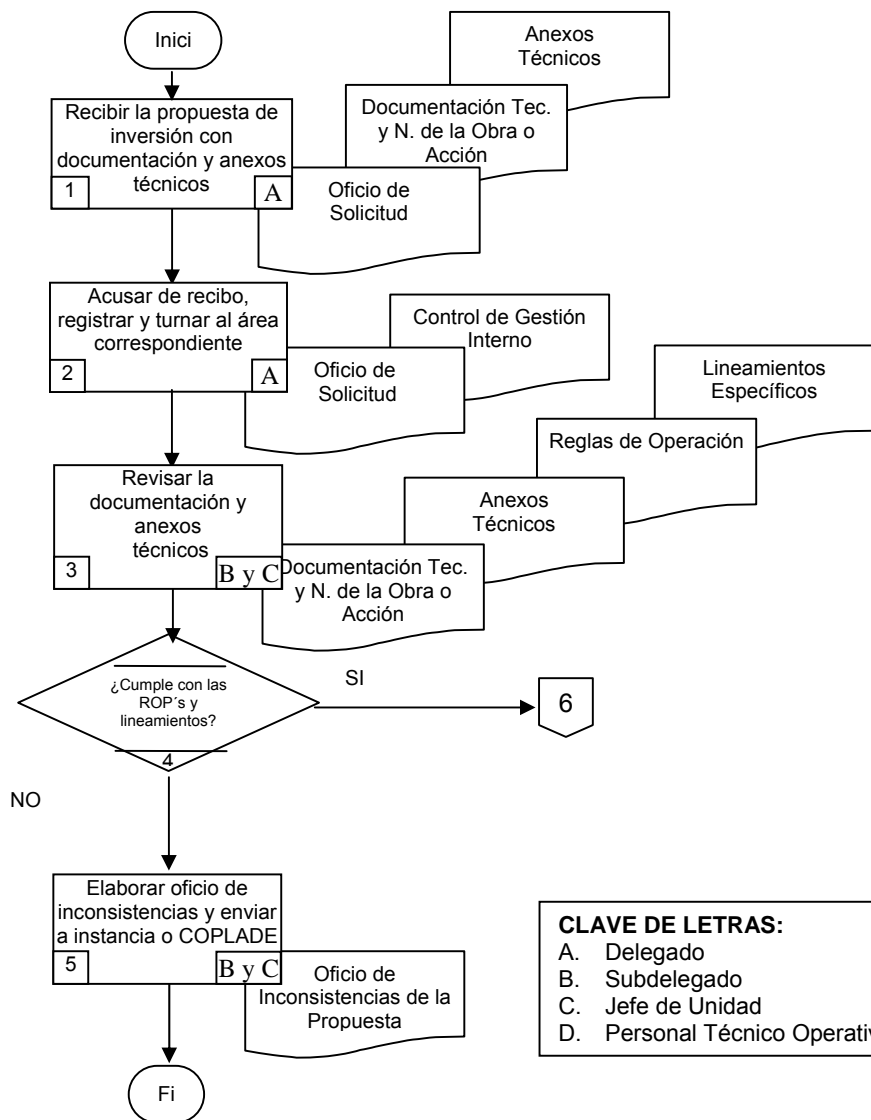 Inici
Anexos
Técnicos
Recibir la propuesta de
inversión con
documentación y anexos
técnicos
1
A
Documentación Tec.
y N. de la Obra o
Acción
Oficio de
Solicitud
Acusar de recibo,
registrar y turnar al área
correspondiente
2
A
Control de Gestión
Interno
Oficio de
Solicitud
Lineamientos
Específicos
Reglas de Operación
Revisar la
documentación y
anexos
técnicos
3
B y C
Anexos
Técnicos
Documentación Tec.
y N. de la Obra o
Acción
¿Cumple con las
ROP´s y
lineamientos?
4
SI
6
NO
Elaborar oficio de
inconsistencias y enviar
a instancia o COPLADE
5
B y C
Oficio de
Inconsistencias de la
Propuesta
Fi
CLAVE DE LETRAS:
A. Delegado
B. Subdelegado
C. Jefe de Unidad
D. Personal Técnico Operativ